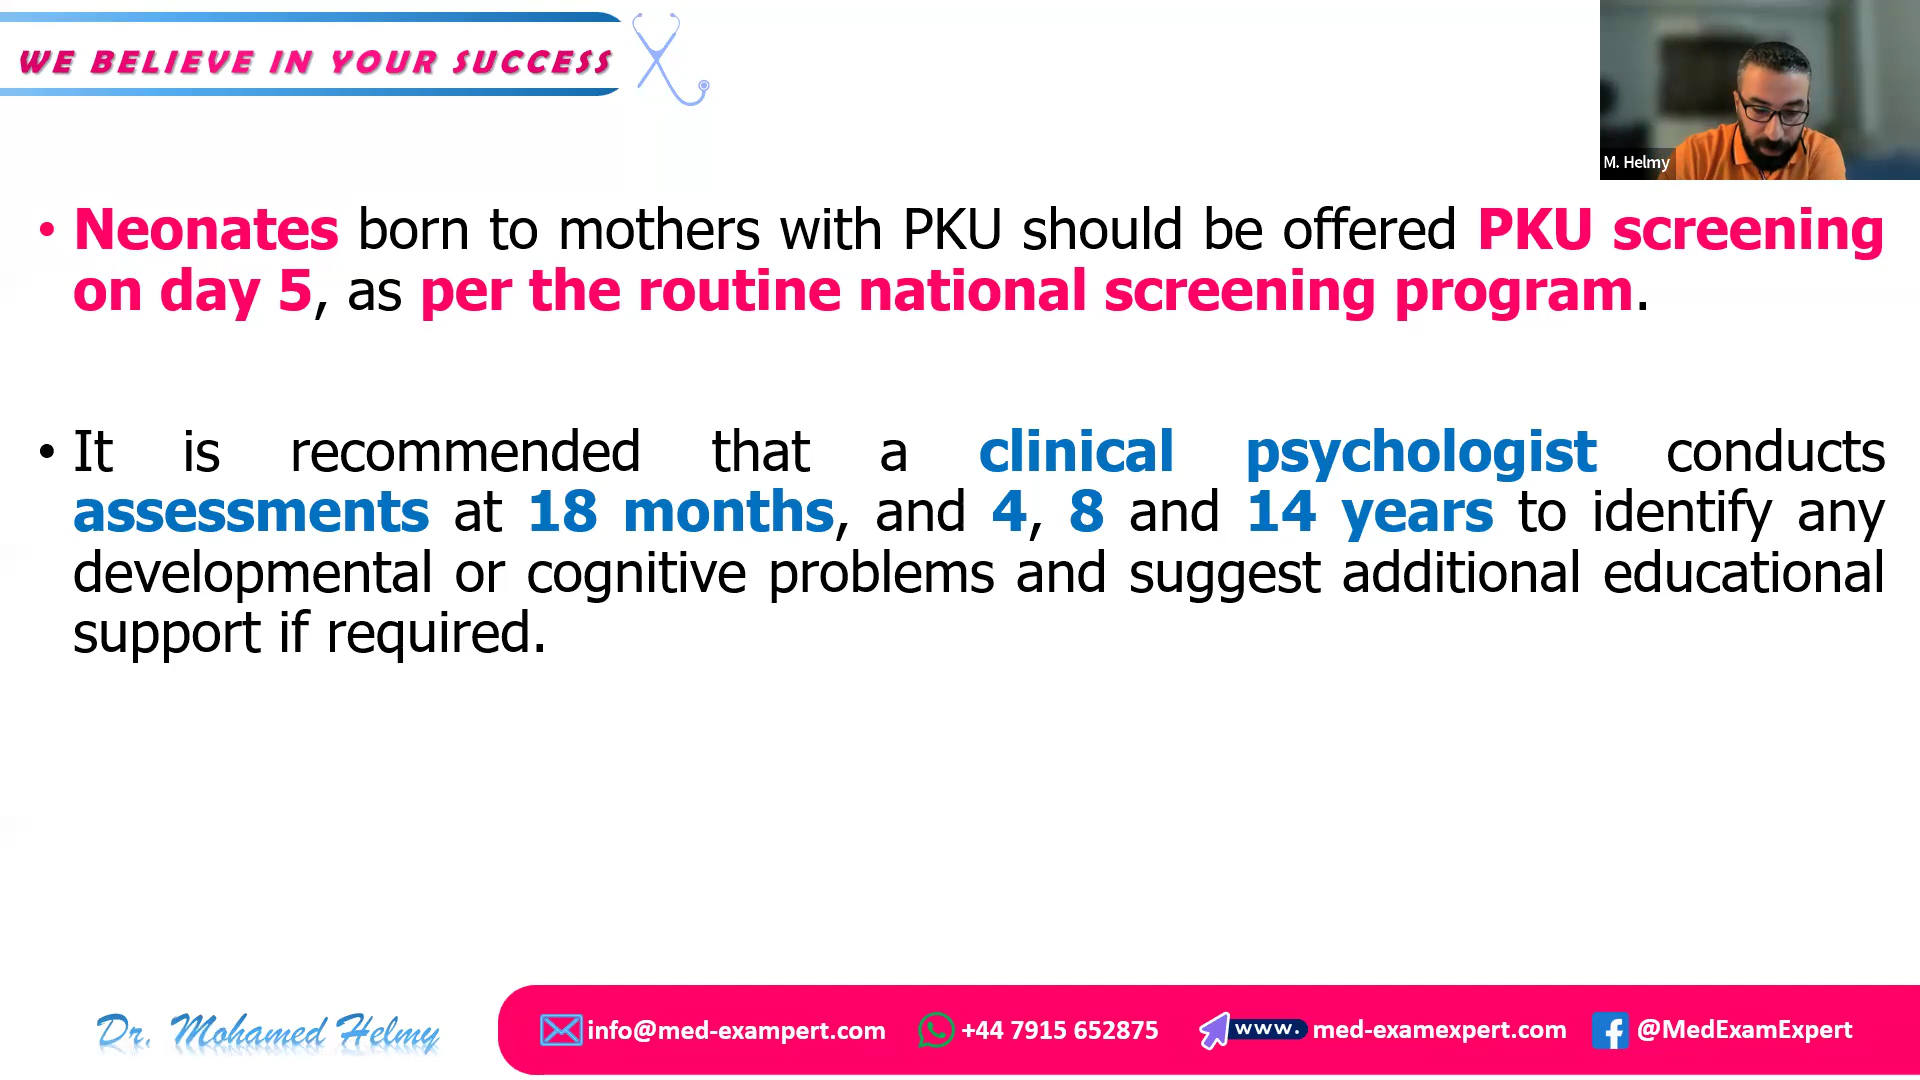 WE BELIEVE IN YOUR SUCCESS
M. Helmy
• Neonates born to mothers with PKU should be offered PKU screening
on day 5, as per the routine national screening program.
• It is recommended that a clinical psychologist conducts
assessments at 18 months, and 4, 8 and 14 years to identify any
developmental or cognitive problems and suggest additional educational
support if required.
Dr. Mohamed Helmy
info@med-exampert.com
+44 7915 652875
www. med-examexpert.com
@MedExamExpert